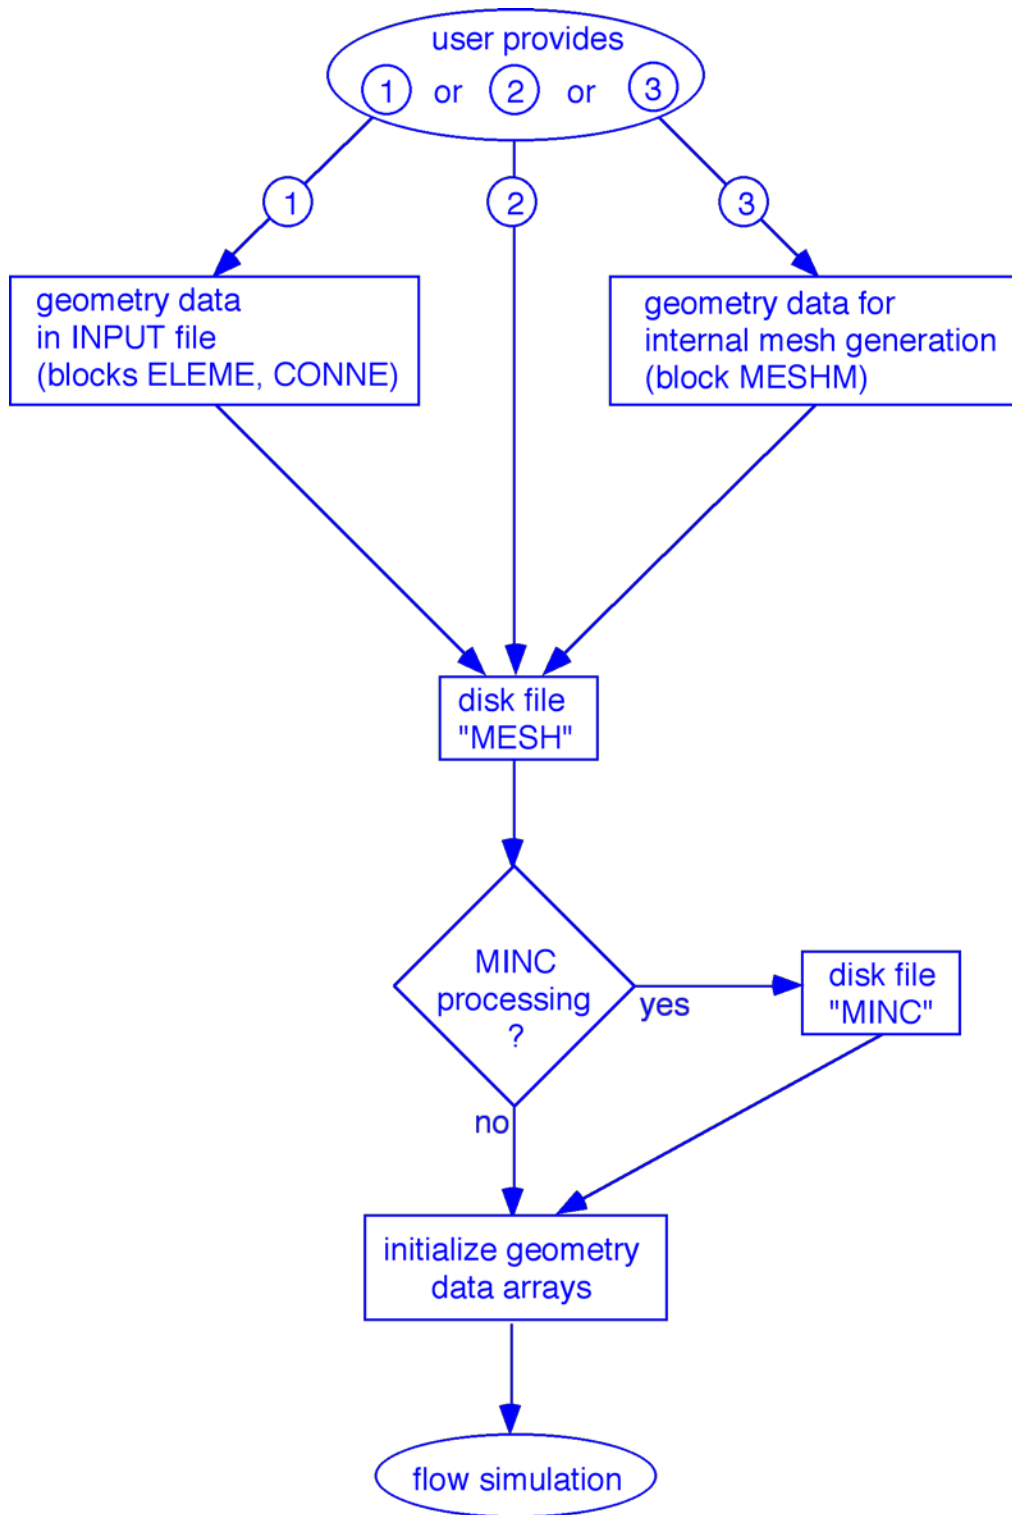 user provides
1 or 2 or 3
1
2
3
geometry data
in INPUT file
(blocks ELEME, CONNE)
geometry data for
internal mesh generation
(block MESHM)
disk file
"MESH"
MINC
processing
?
yes
disk file
"MINC"
no
initialize geometry
data arrays
flow simulation